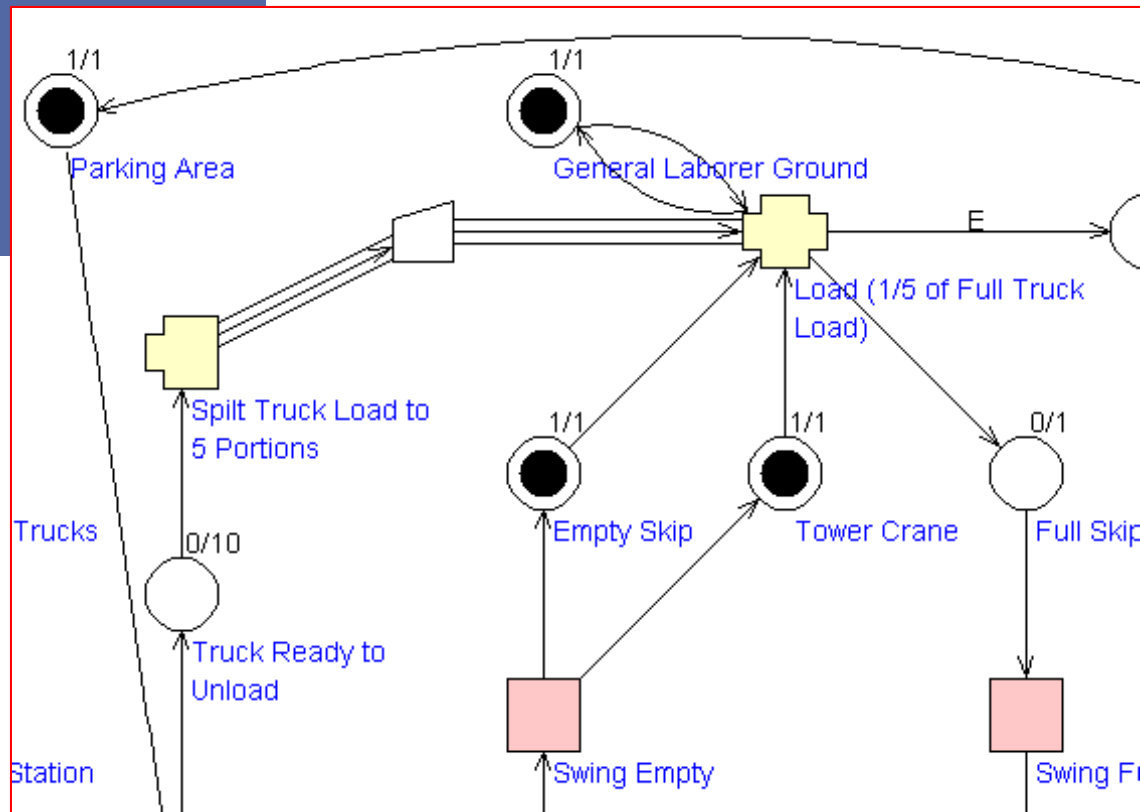 1/1
1/1
Parking Area
General Laborer Ground
E
Load (1/5 of Full Truck
Load)
Spilt Truck Load to
5 Portions
1/1
1/1
0/1
Trucks
Empty Skip
Tower Crane
Full Skip
0/10
Truck Ready to
Unload
Station
Swing Empty
Swing